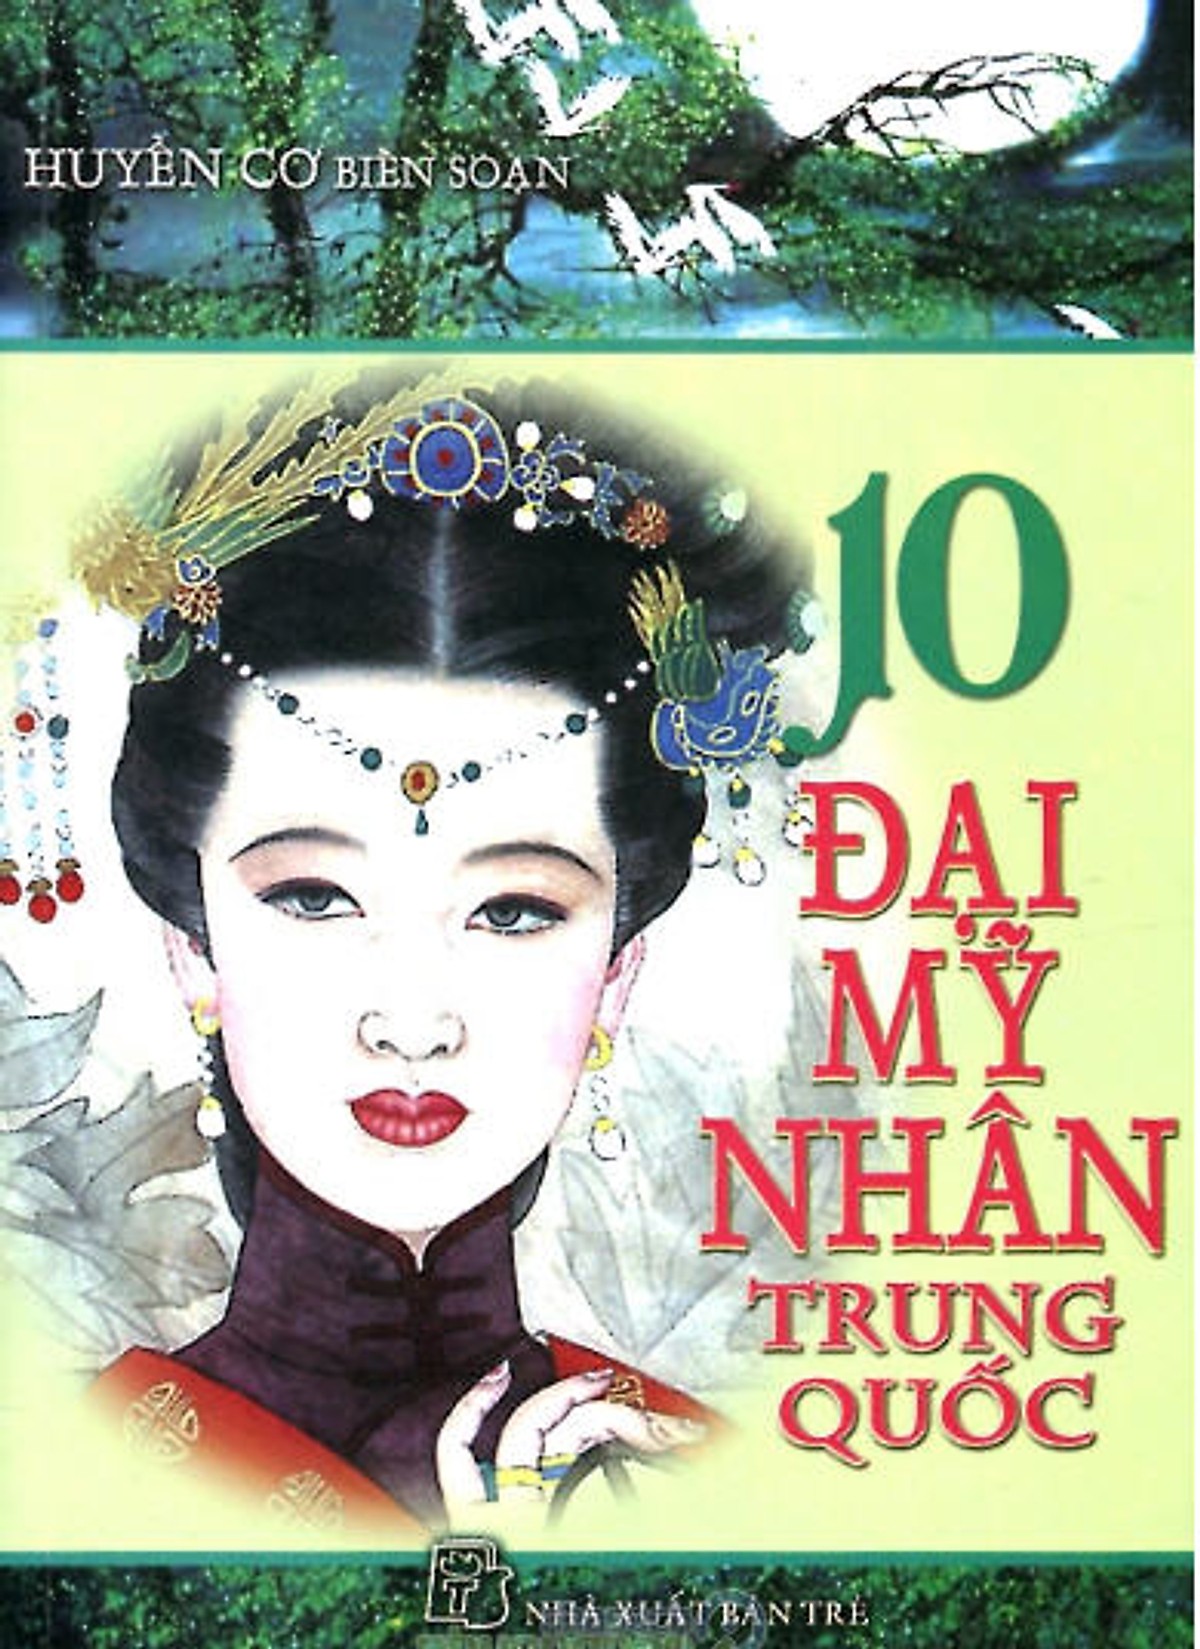 HUYỀN CƠ BIÊN SOẠN
10
ĐẠI
MỸ
NHÂN
TRUNG
QUỐC
NHÀ XUẤT BẢN TRẺ